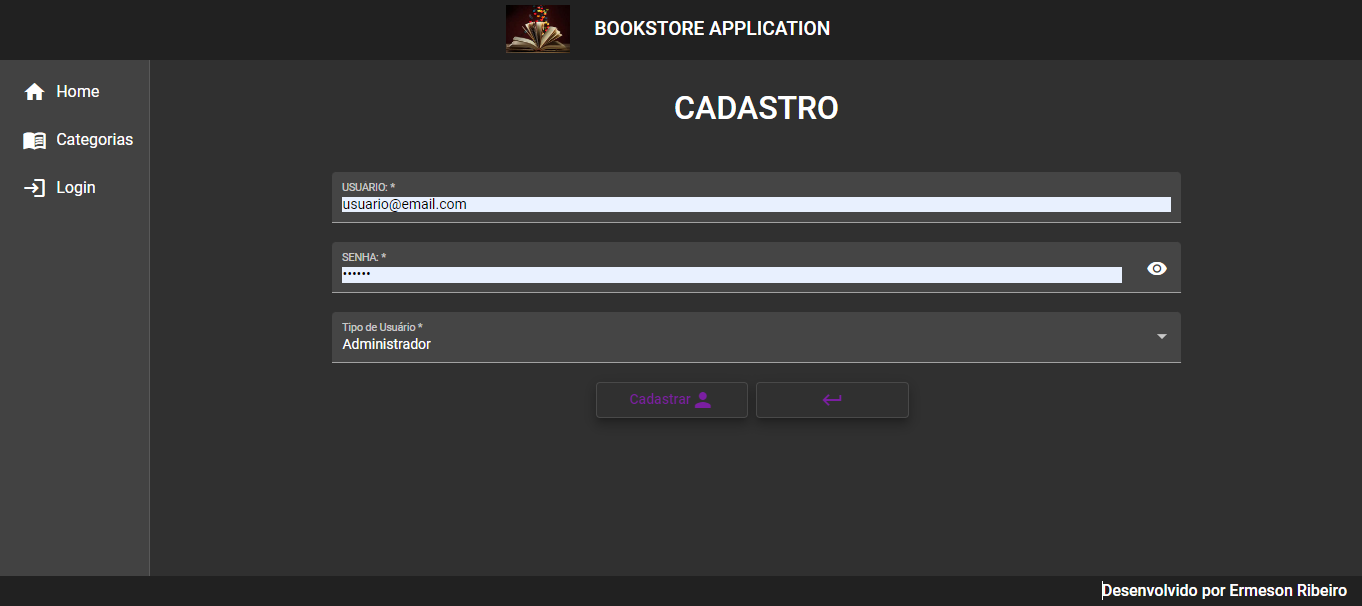 BOOKSTORE APPLICATION
Home
Categorias
Login
CADASTRO
USUÁRIO: *
usuario@email.com
SENHA: *
••••••
Tipo de Usuário *
Administrador
Cadastrar
Desenvolvido por Ermeson Ribeiro